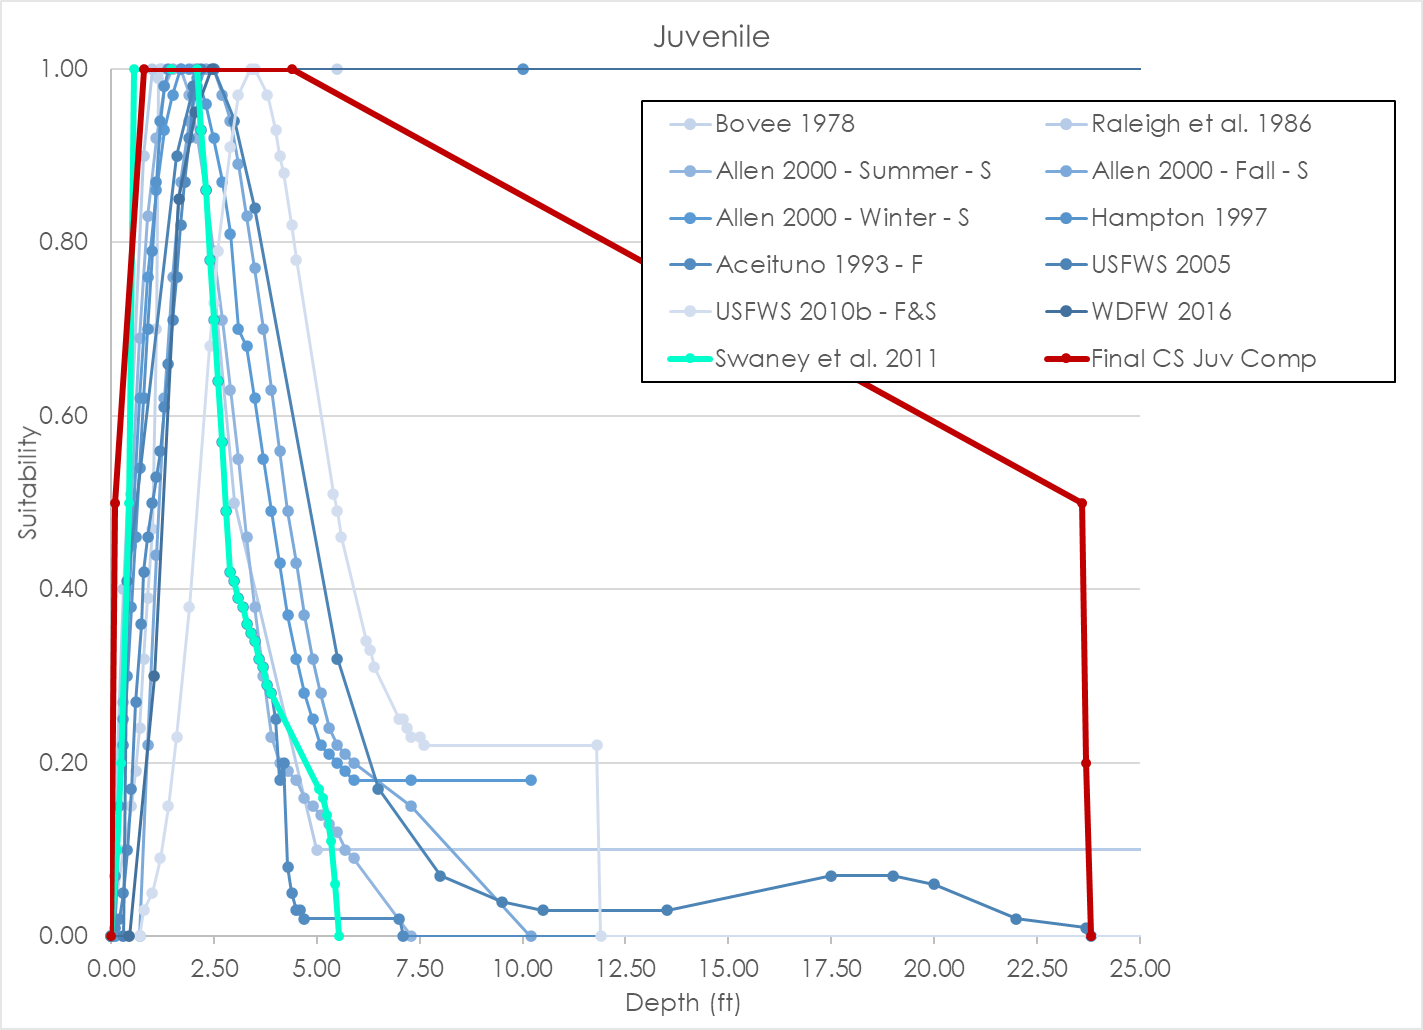 Juvenile
1.00
0.80
0.60
0.40
0.20
0.00
Suitability
Bovee 1978
Raleigh et al. 1986
Allen 2000 - Summer - S
Allen 2000 - Fall - S
Allen 2000 - Winter - S
Hampton 1997
Aceituno 1993 - F
USFWS 2005
USFWS 2010b - F&S
WDFW 2016
Swaney et al. 2011
Final CS Juv Comp
0.00 2.50 5.00 7.50 10.00 12.50 15.00 17.50 20.00 22.50 25.00
Depth (ft)